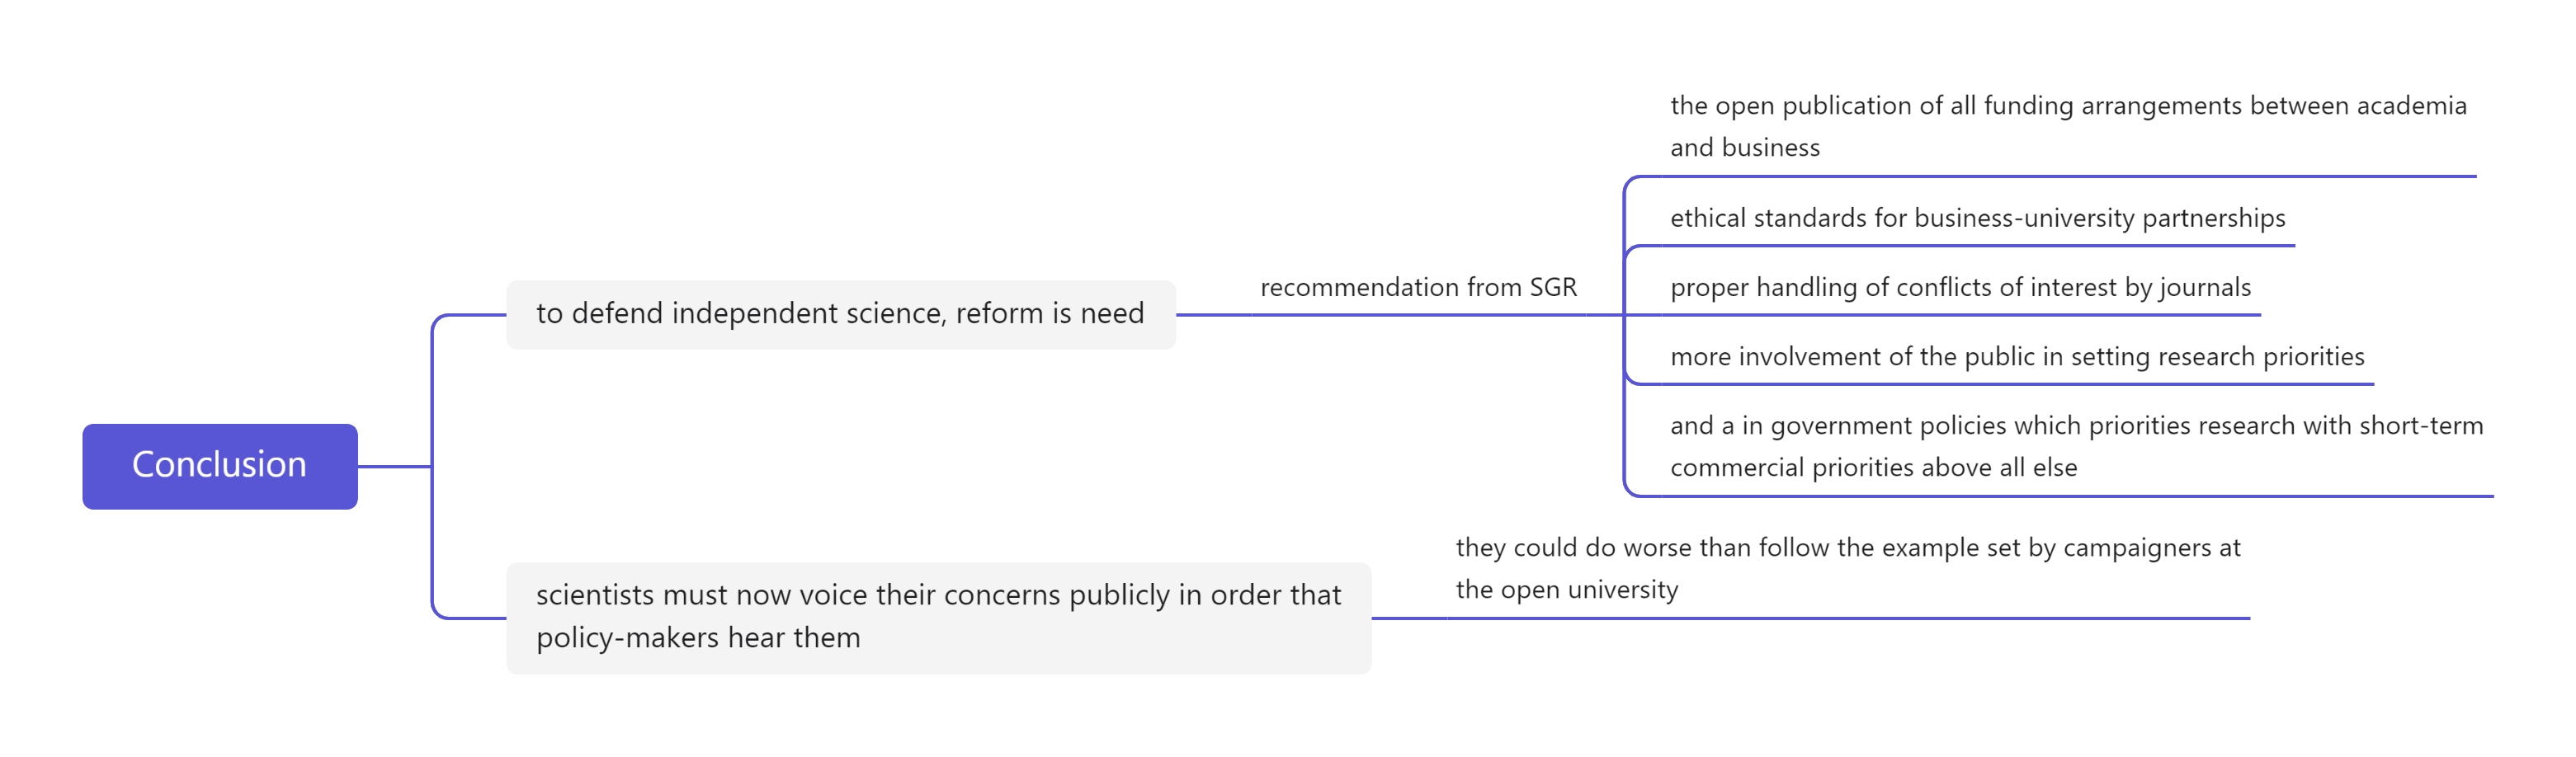 Conclusion
to defend independent science, reform is need
recommendation from SGR
the open publication of all funding arrangements between academia
and business
ethical standards for business-university partnerships
proper handling of conflicts of interest by journals
more involvement of the public in setting research priorities
and a in government policies which priorities research with short-term
commercial priorities above all else
scientists must now voice their concerns publicly in order that
policy-makers hear them
they could do worse than follow the example set by campaigners at
the open university